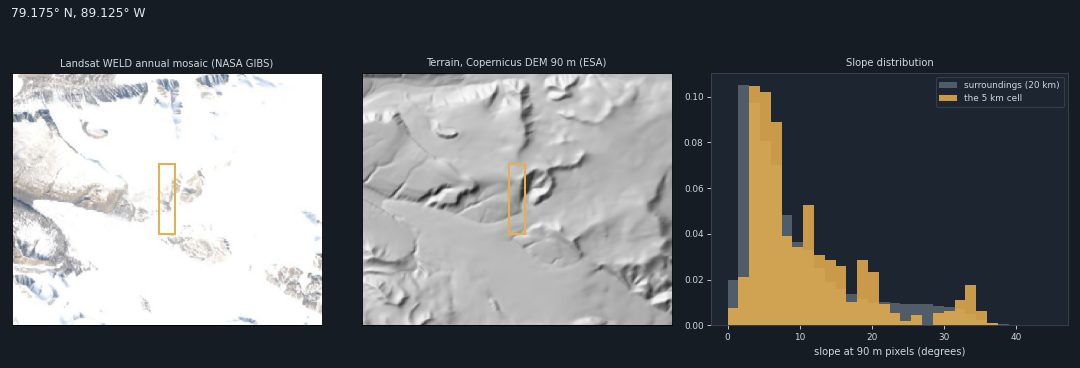 79.175° N, 89.125° W
Landsat WELD annual mosaic (NASA GIBS)
Terrain, Copernicus DEM 90 m (ESA)
Slope distribution
surroundings (20 km)
the 5 km cell
0.10
0.08
0.06
0.04
0.02
0.00
0 10 20 30 40
slope at 90 m pixels (degrees)